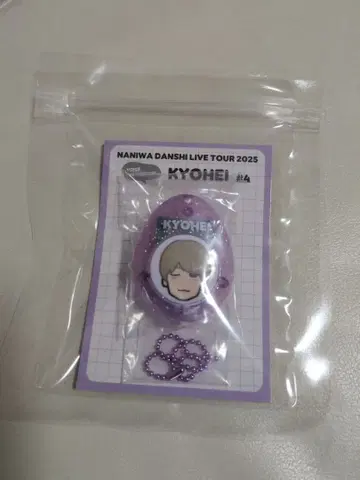 NANIWA DANSHI LIVE TOUR 2025
KYOHEI #4
KYOHEI